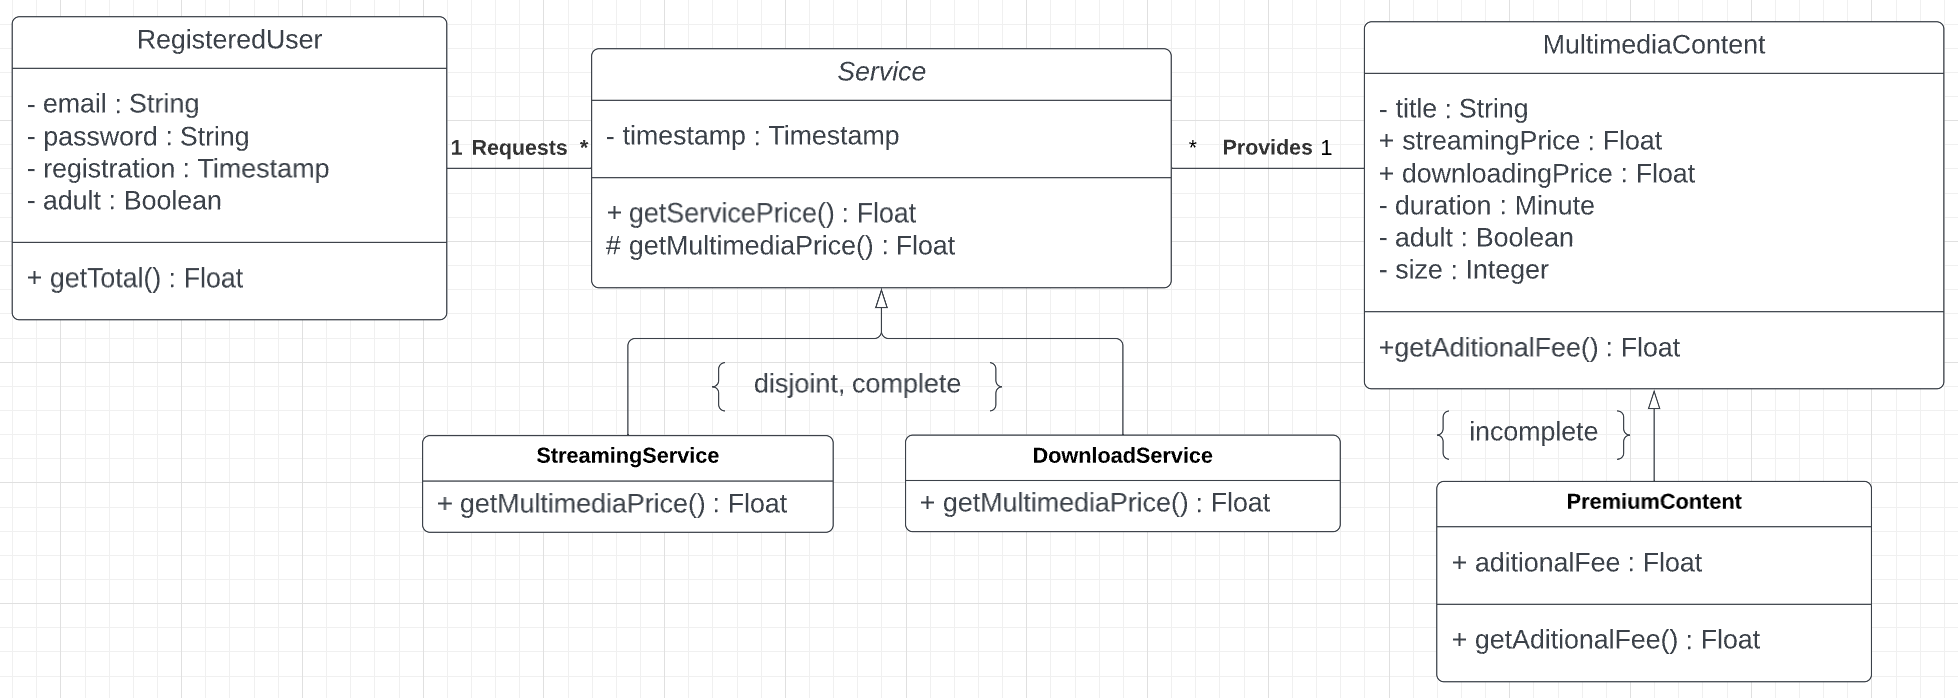 RegisteredUser
- email : String
- password : String
- registration : Timestamp
- adult : Boolean
+ getTotal() : Float
1 Requests *
Service
- timestamp : Timestamp
+ getServicePrice() : Float
# getMultimediaPrice() : Float
* Provides 1
MultimediaContent
- title : String
+ streamingPrice : Float
+ downloadingPrice : Float
- duration : Minute
- adult : Boolean
- size : Integer
+getAditionalFee() : Float
{ disjoint, complete }
{ incomplete }
StreamingService
+ getMultimediaPrice() : Float
DownloadService
+ getMultimediaPrice() : Float
PremiumContent
+ aditionalFee : Float
+ getAditionalFee() : Float